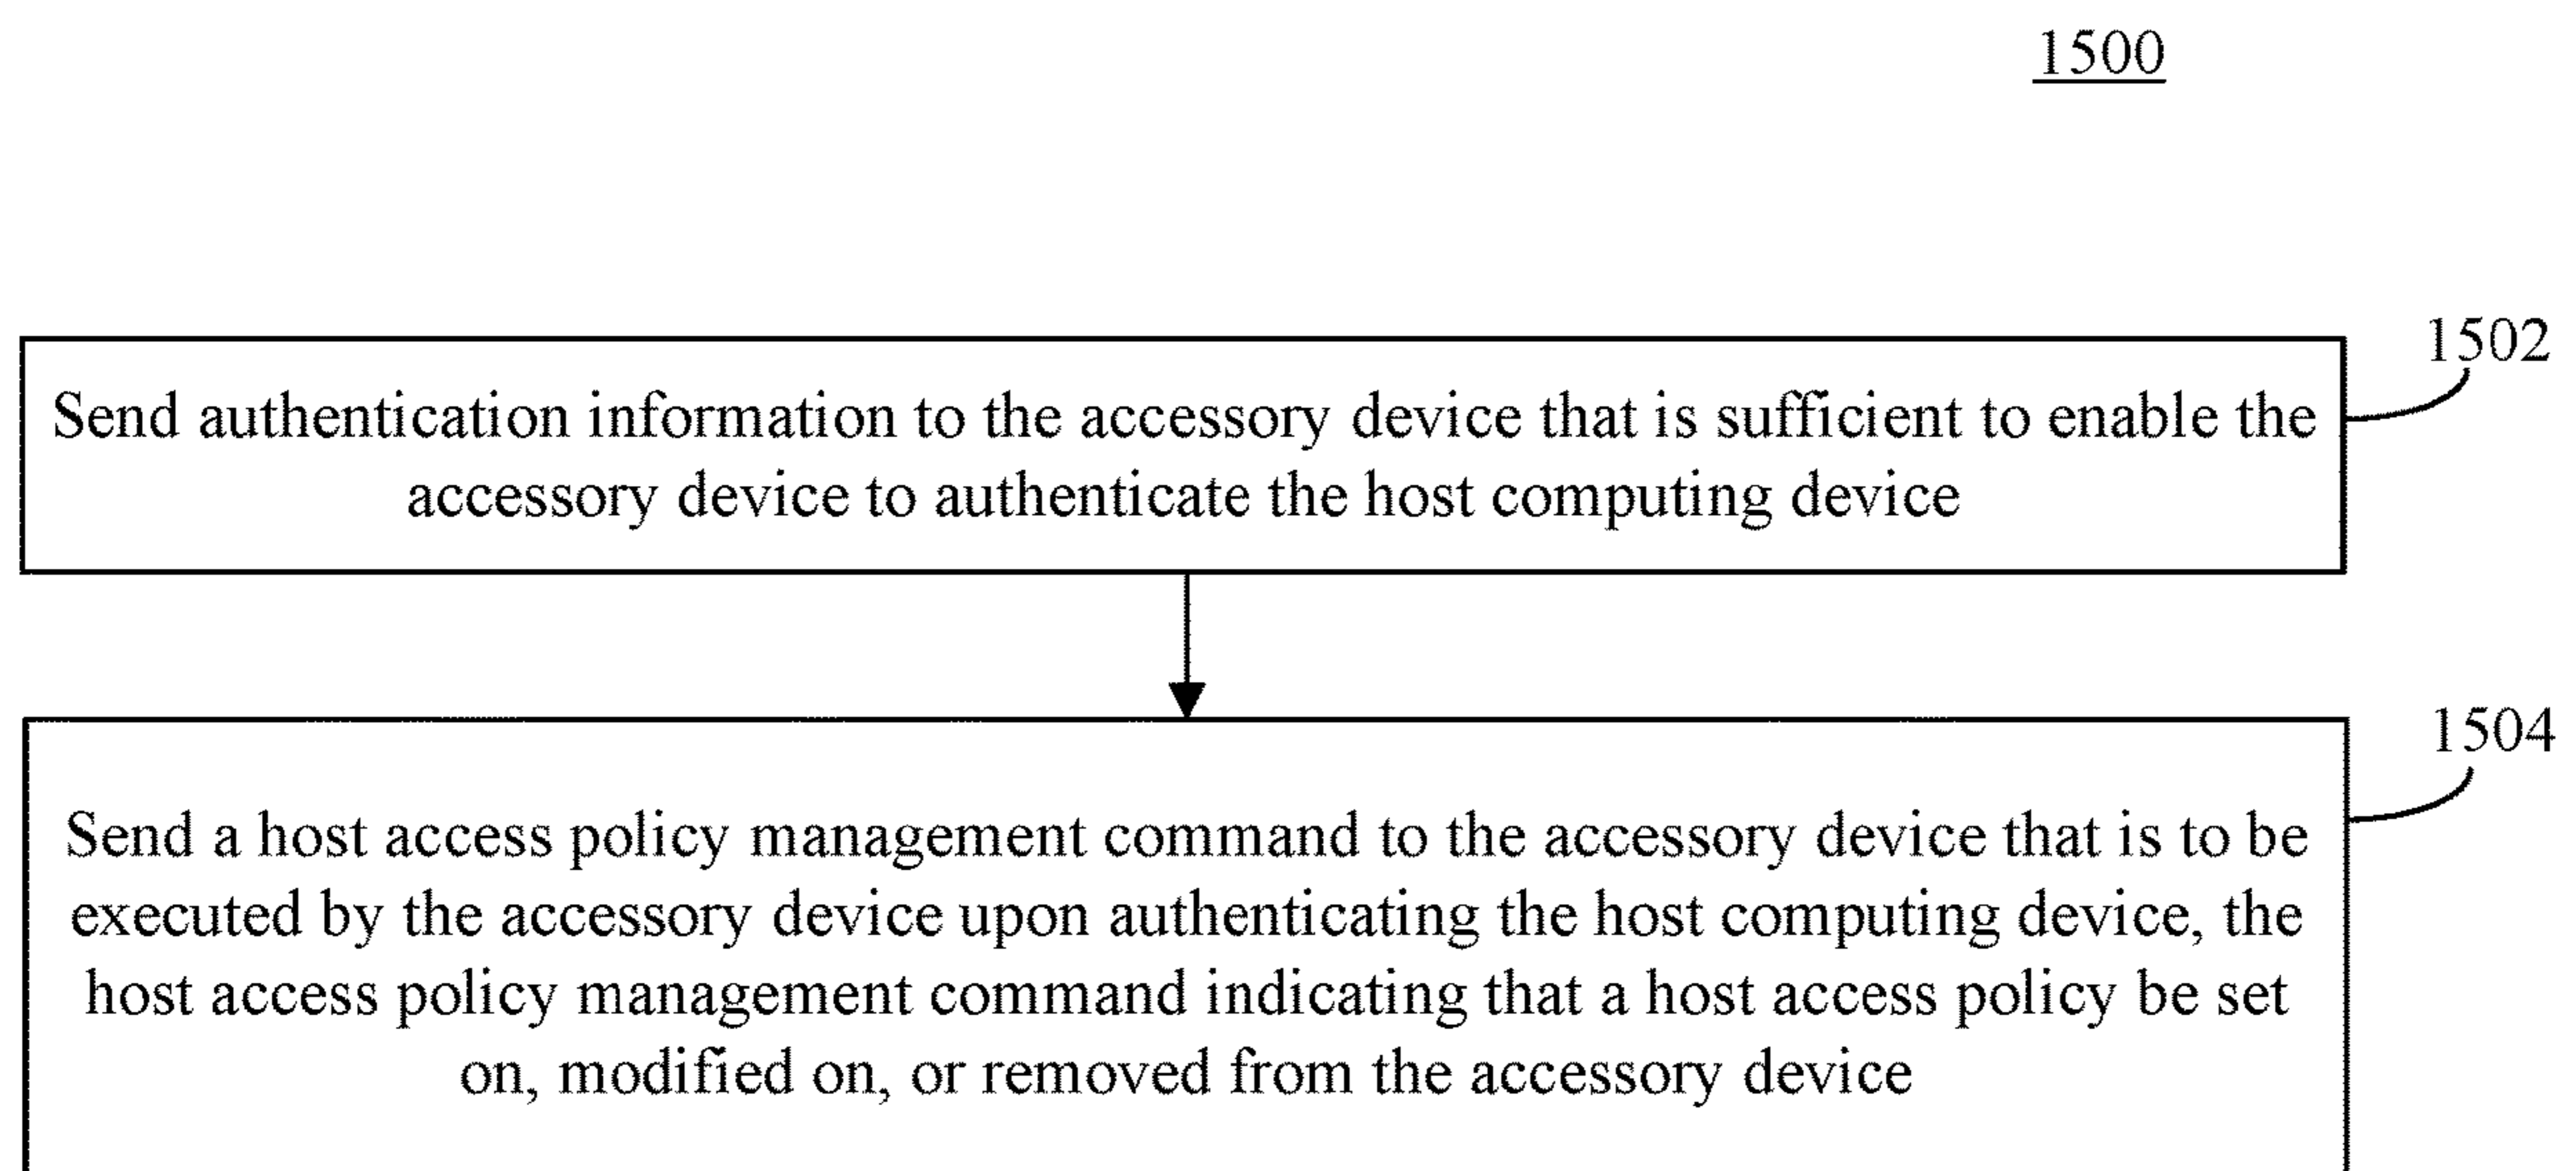 1500
1502
Send authentication information to the accessory device that is sufficient to enable the
accessory device to authenticate the host computing device
1504
Send a host access policy management command to the accessory device that is to be
executed by the accessory device upon authenticating the host computing device, the
host access policy management command indicating that a host access policy be set
on, modified on, or removed from the accessory device